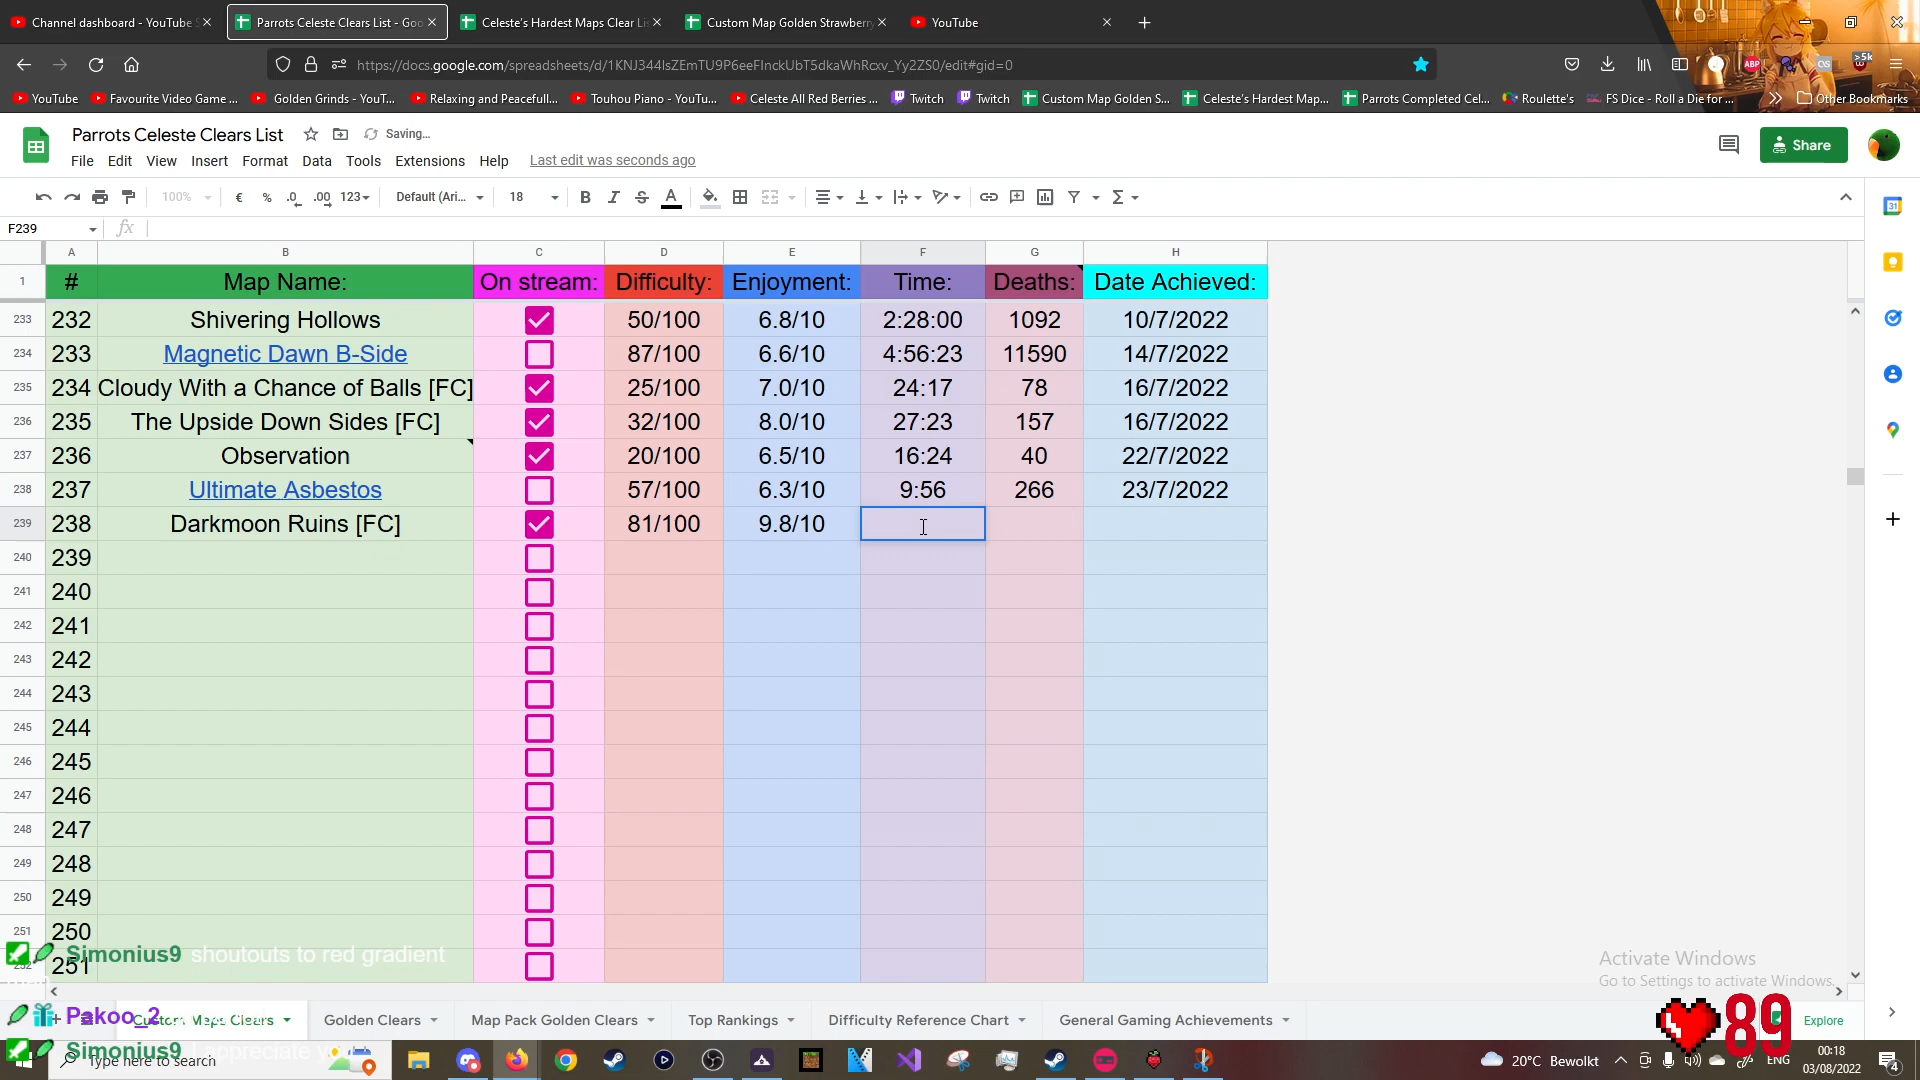 Channel dashboard - YouTube S
Parrots Celeste Clears List - Goo
Celeste's Hardest Maps Clear Li
Custom Map Golden Strawberry
YouTube
https://docs.google.com/spreadsheets/d/1KNJ344lsZEmTU9P6eeFInckUbT5dkaWhRcxv_Yy2ZS0/edit#gid=0
ABP
>5k
YouTube
Favourite Video Game ...
Golden Grinds - YouT...
Relaxing and Peacefull...
Touhou Piano - YouTu...
Celeste All Red Berries ...
Twitch
Twitch
Custom Map Golden S...
Celeste's Hardest Map...
Parrots Completed Cel...
Roulette's
FS Dice - Roll a Die for ...
Other Bookmarks
Parrots Celeste Clears List
Saving...
File Edit View Insert Format Data Tools Extensions Help Last edit was seconds ago
Share
100% € % .0 .00 123 Default (Ari... 18 B I S A
F239 fx
A B C D E F G H
1 # Map Name: On stream: Difficulty: Enjoyment: Time: Deaths: Date Achieved:
233 232 Shivering Hollows 50/100 6.8/10 2:28:00 1092 10/7/2022
234 233 Magnetic Dawn B-Side 87/100 6.6/10 4:56:23 11590 14/7/2022
235 234 Cloudy With a Chance of Balls [FC] 25/100 7.0/10 24:17 78 16/7/2022
236 235 The Upside Down Sides [FC] 32/100 8.0/10 27:23 157 16/7/2022
237 236 Observation 20/100 6.5/10 16:24 40 22/7/2022
238 237 Ultimate Asbestos 57/100 6.3/10 9:56 266 23/7/2022
239 238 Darkmoon Ruins [FC] 81/100 9.8/10
240 239
241 240
242 241
243 242
244 243
245 244
246 245
247 246
248 247
249 248
250 249
251 250
252 251
Simonius9 shoutouts to red gradient
Pakoo_2
Simonius9 I appreciate
Custom Maps Clears
Golden Clears
Map Pack Golden Clears
Top Rankings
Difficulty Reference Chart
General Gaming Achievements
Explore
Activate Windows
Go to Settings to activate Windows.
89
Type here to search
20°C Bewolkt
ENG
00:18
03/08/2022
4